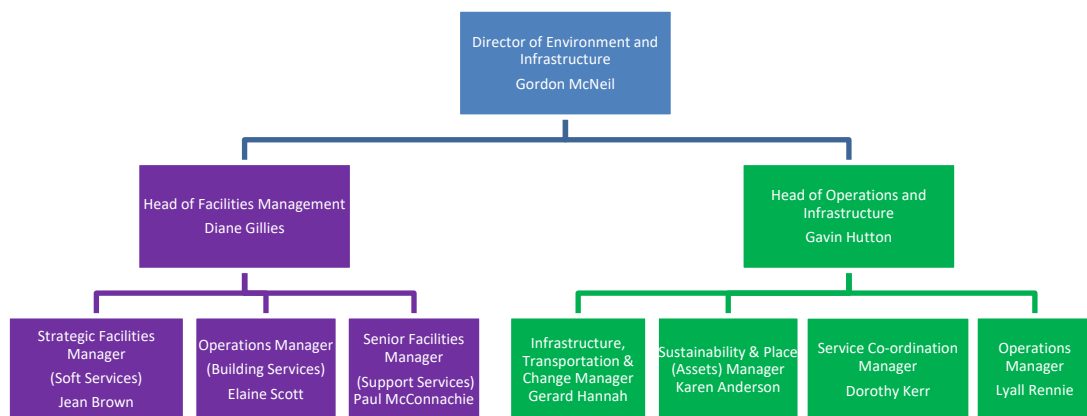 Director of Environment and
Infrastructure
Gordon McNeil
Head of Facilities Management
Diane Gillies
Head of Operations and
Infrastructure
Gavin Hutton
Strategic Facilities
Manager
(Soft Services)
Jean Brown
Operations Manager
(Building Services)
Elaine Scott
Senior Facilities
Manager
(Support Services)
Paul McConnachie
Infrastructure,
Transportation &
Change Manager
Gerard Hannah
Sustainability & Place
(Assets) Manager
Karen Anderson
Service Co-ordination
Manager
Dorothy Kerr
Operations
Manager
Lyall Rennie